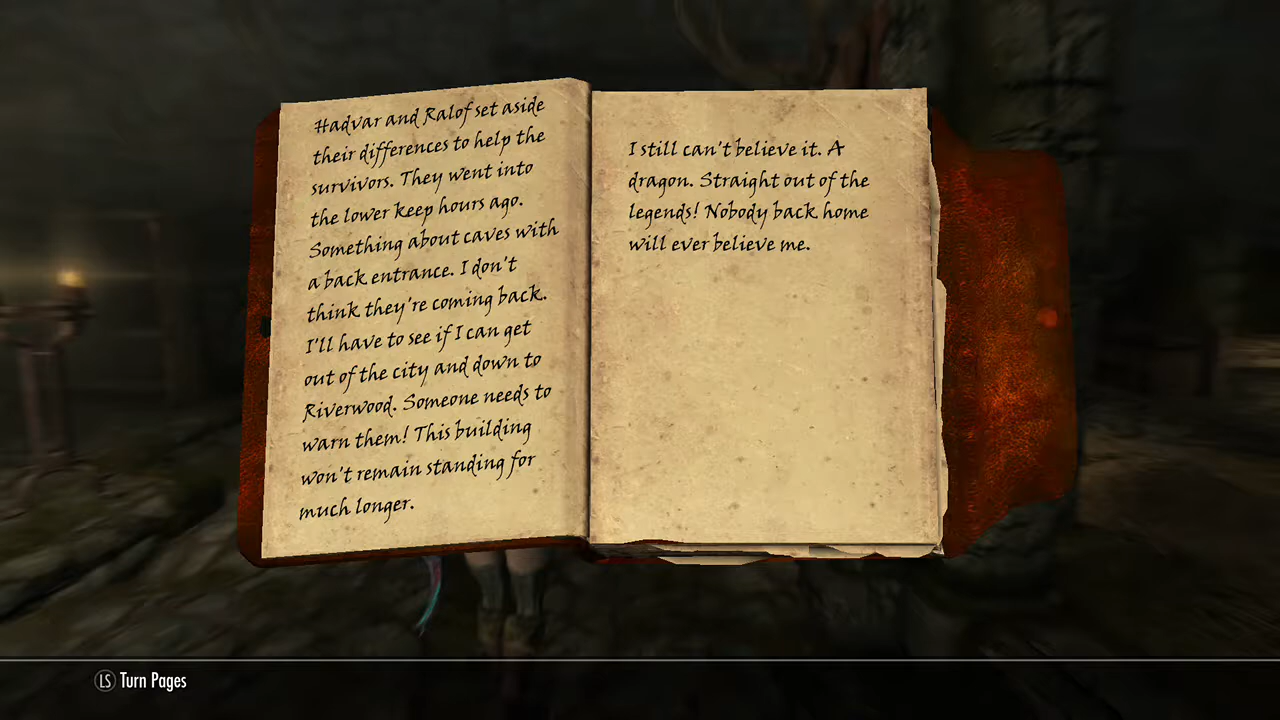 Hadvar and Ralof set aside
their differences to help the
survivors. They went into
the lower keep hours ago.
Something about caves with
a back entrance. I don't
think they're coming back.
I'll have to see if I can get
out of the city and down to
Riverwood. Someone needs to
warn them! This building
won't remain standing for
much longer.
I still can't believe it. A
dragon. Straight out of the
legends! Nobody back home
will ever believe me.
LS Turn Pages